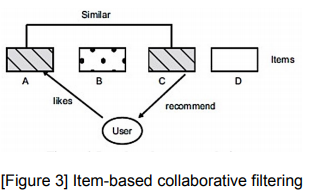 Similar
Items
A B C D
likes
recommend
User
[Figure 3] Item-based collaborative filtering